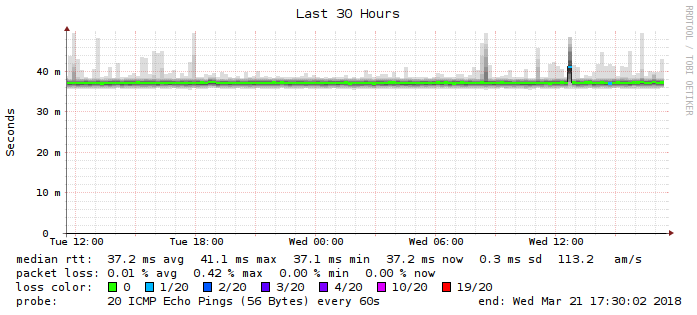 Last 30 Hours
RRDTOOL / TOBI OETIKER
Seconds
40 m
30 m
20 m
10 m
0
Tue 12:00 Tue 18:00 Wed 00:00 Wed 06:00 Wed 12:00
median rtt: 37.2 ms avg 41.1 ms max 37.1 ms min 37.2 ms now 0.3 ms sd 113.2 am/s
packet loss: 0.01 % avg 0.42 % max 0.00 % min 0.00 % now
loss color: 0 1/20 2/20 3/20 4/20 10/20 19/20
probe: 20 ICMP Echo Pings (56 Bytes) every 60s end: Wed Mar 21 17:30:02 2018